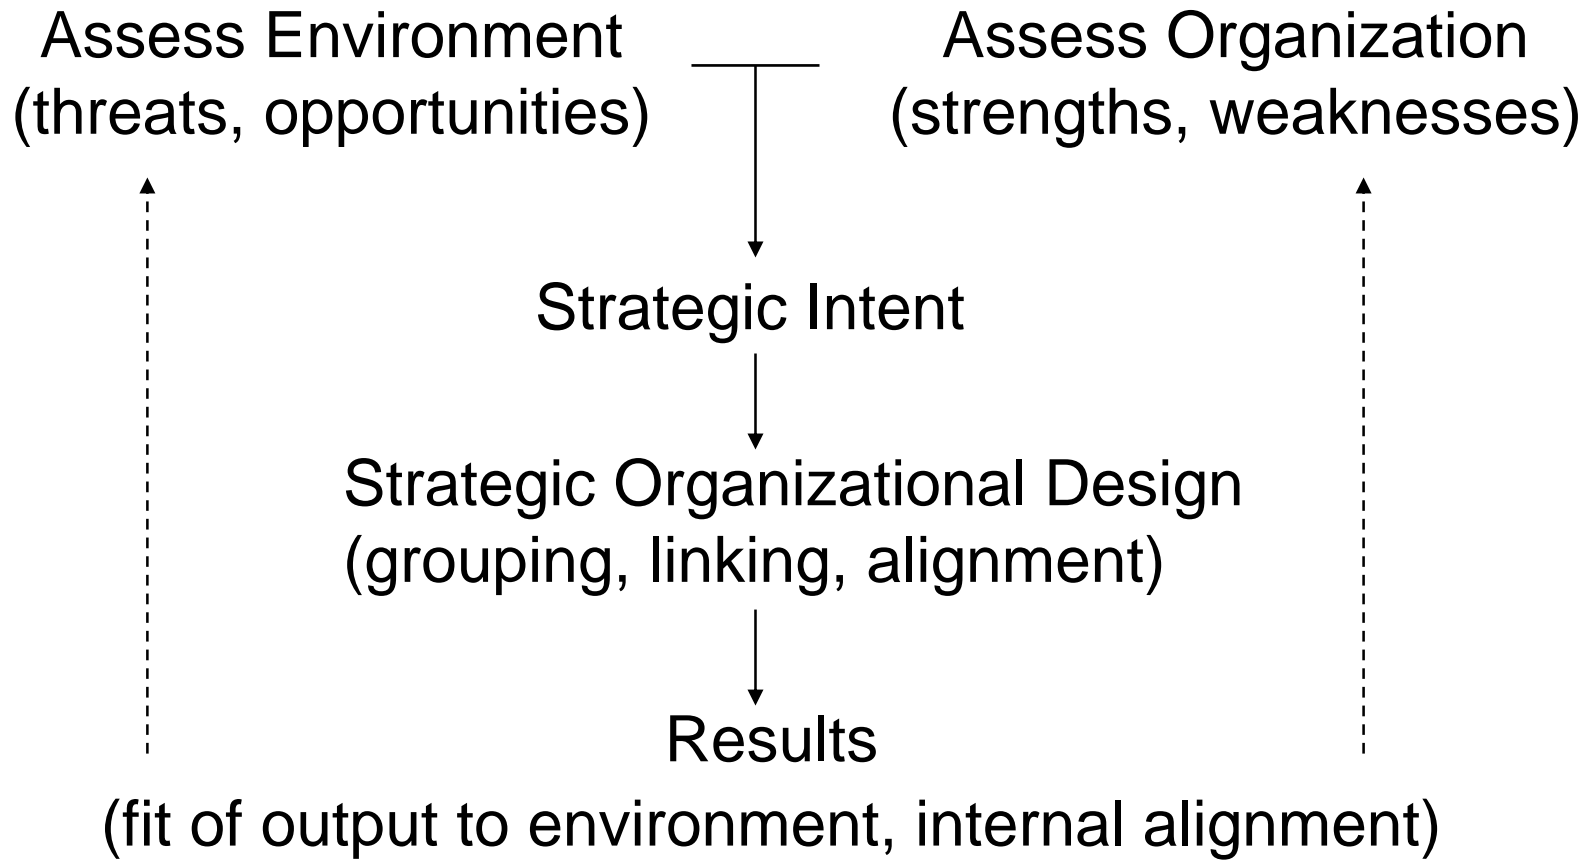 Assess Environment
(threats, opportunities)
Assess Organization
(strengths, weaknesses)
Strategic Intent
Strategic Organizational Design
(grouping, linking, alignment)
Results
(fit of output to environment, internal alignment)